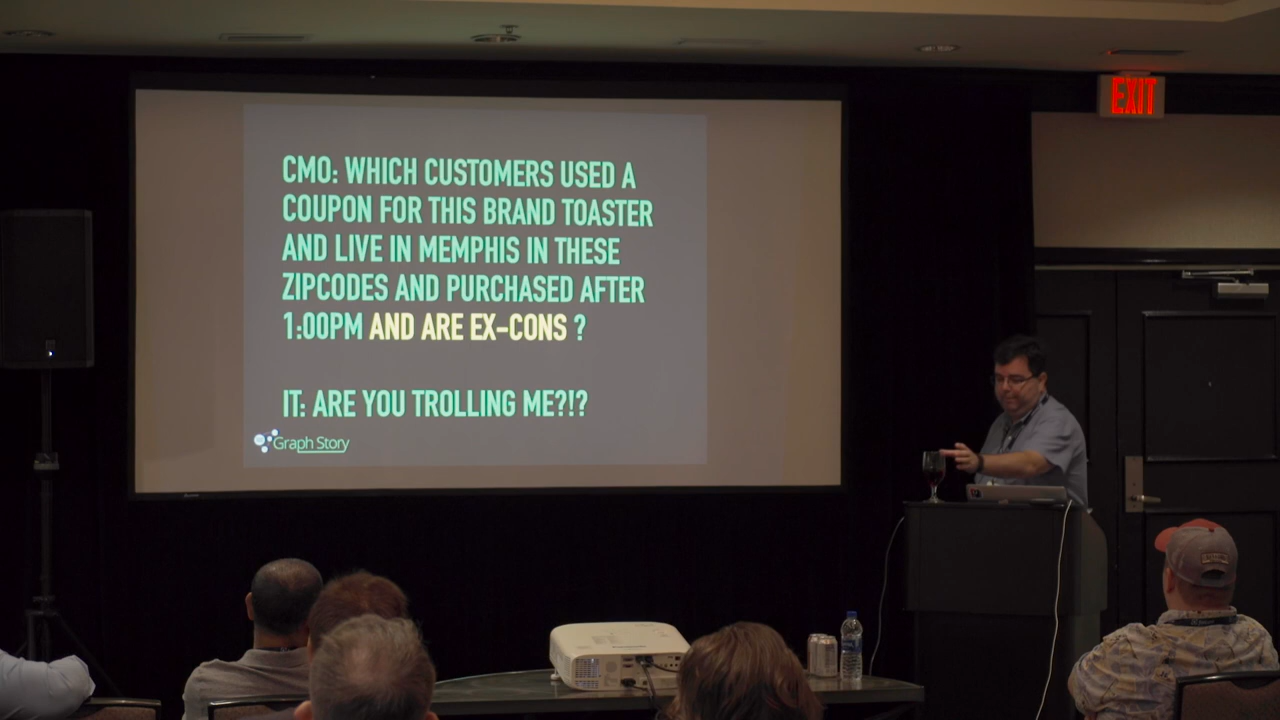 CMO: WHICH CUSTOMERS USED A
COUPON FOR THIS BRAND TOASTER
AND LIVE IN MEMPHIS IN THESE
ZIPCODES AND PURCHASED AFTER
1:00PM AND ARE EX-CONS ?
IT: ARE YOU TROLLING ME?!?
Graph Story
EXIT